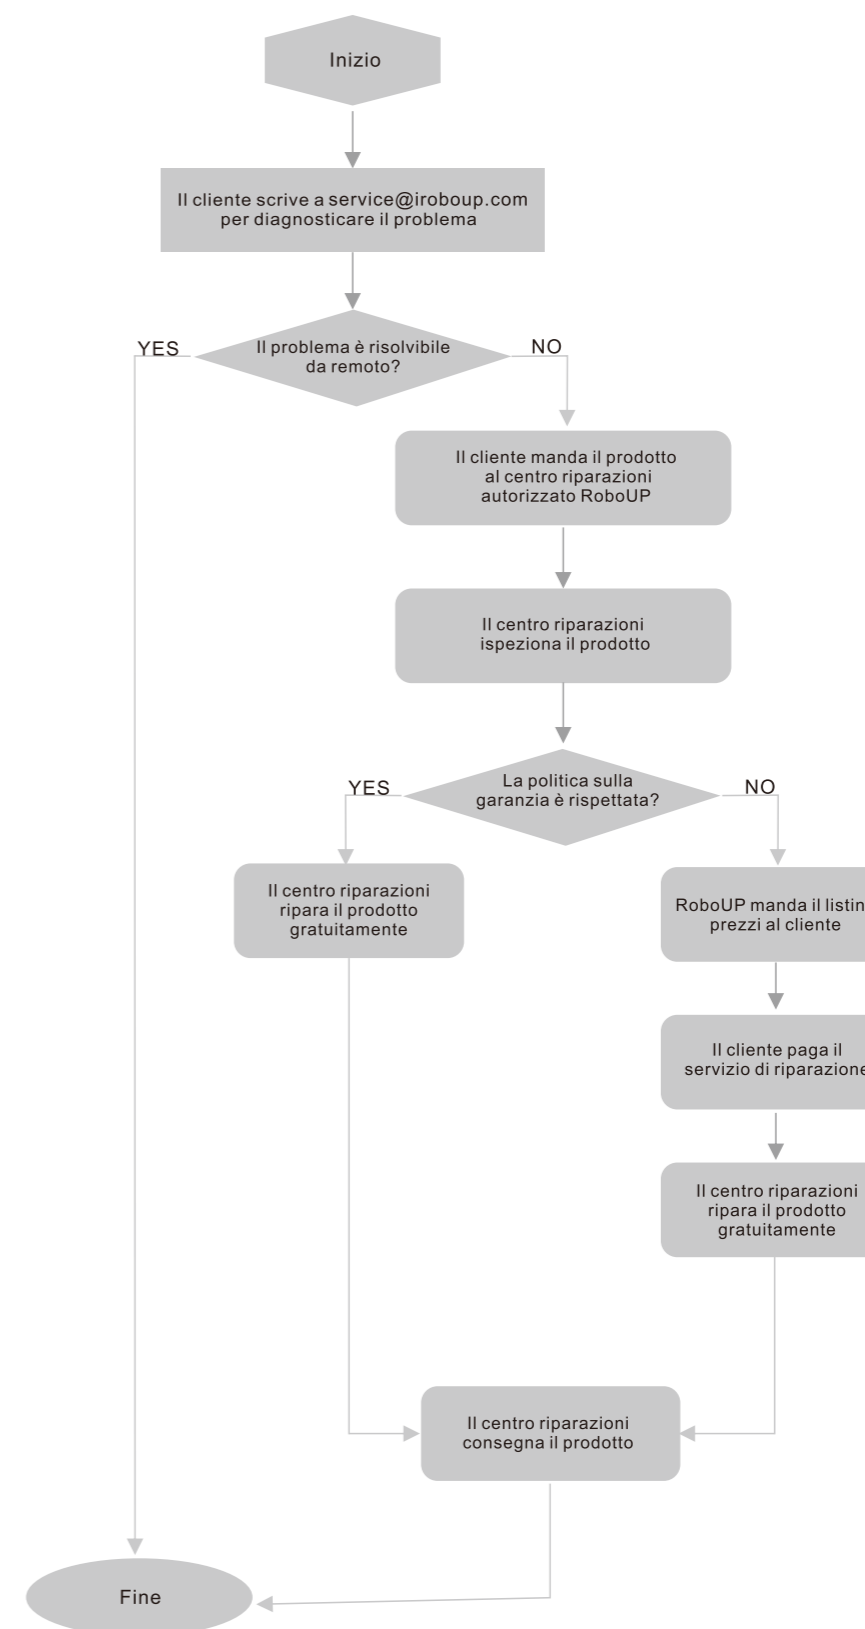 Inizio
Il cliente scrive a service@iroboup.com
per diagnosticare il problema
YES
Il problema è risolvibile
da remoto?
NO
Il cliente manda il prodotto
al centro riparazioni
autorizzato RoboUP
Il centro riparazioni
ispeziona il prodotto
YES
La politica sulla
garanzia è rispettata?
NO
Il centro riparazioni
ripara il prodotto
gratuitamente
RoboUP manda il listin
prezzi al cliente
Il cliente paga il
servizio di riparazione
Il centro riparazioni
ripara il prodotto
gratuitamente
Il centro riparazioni
consegna il prodotto
Fine